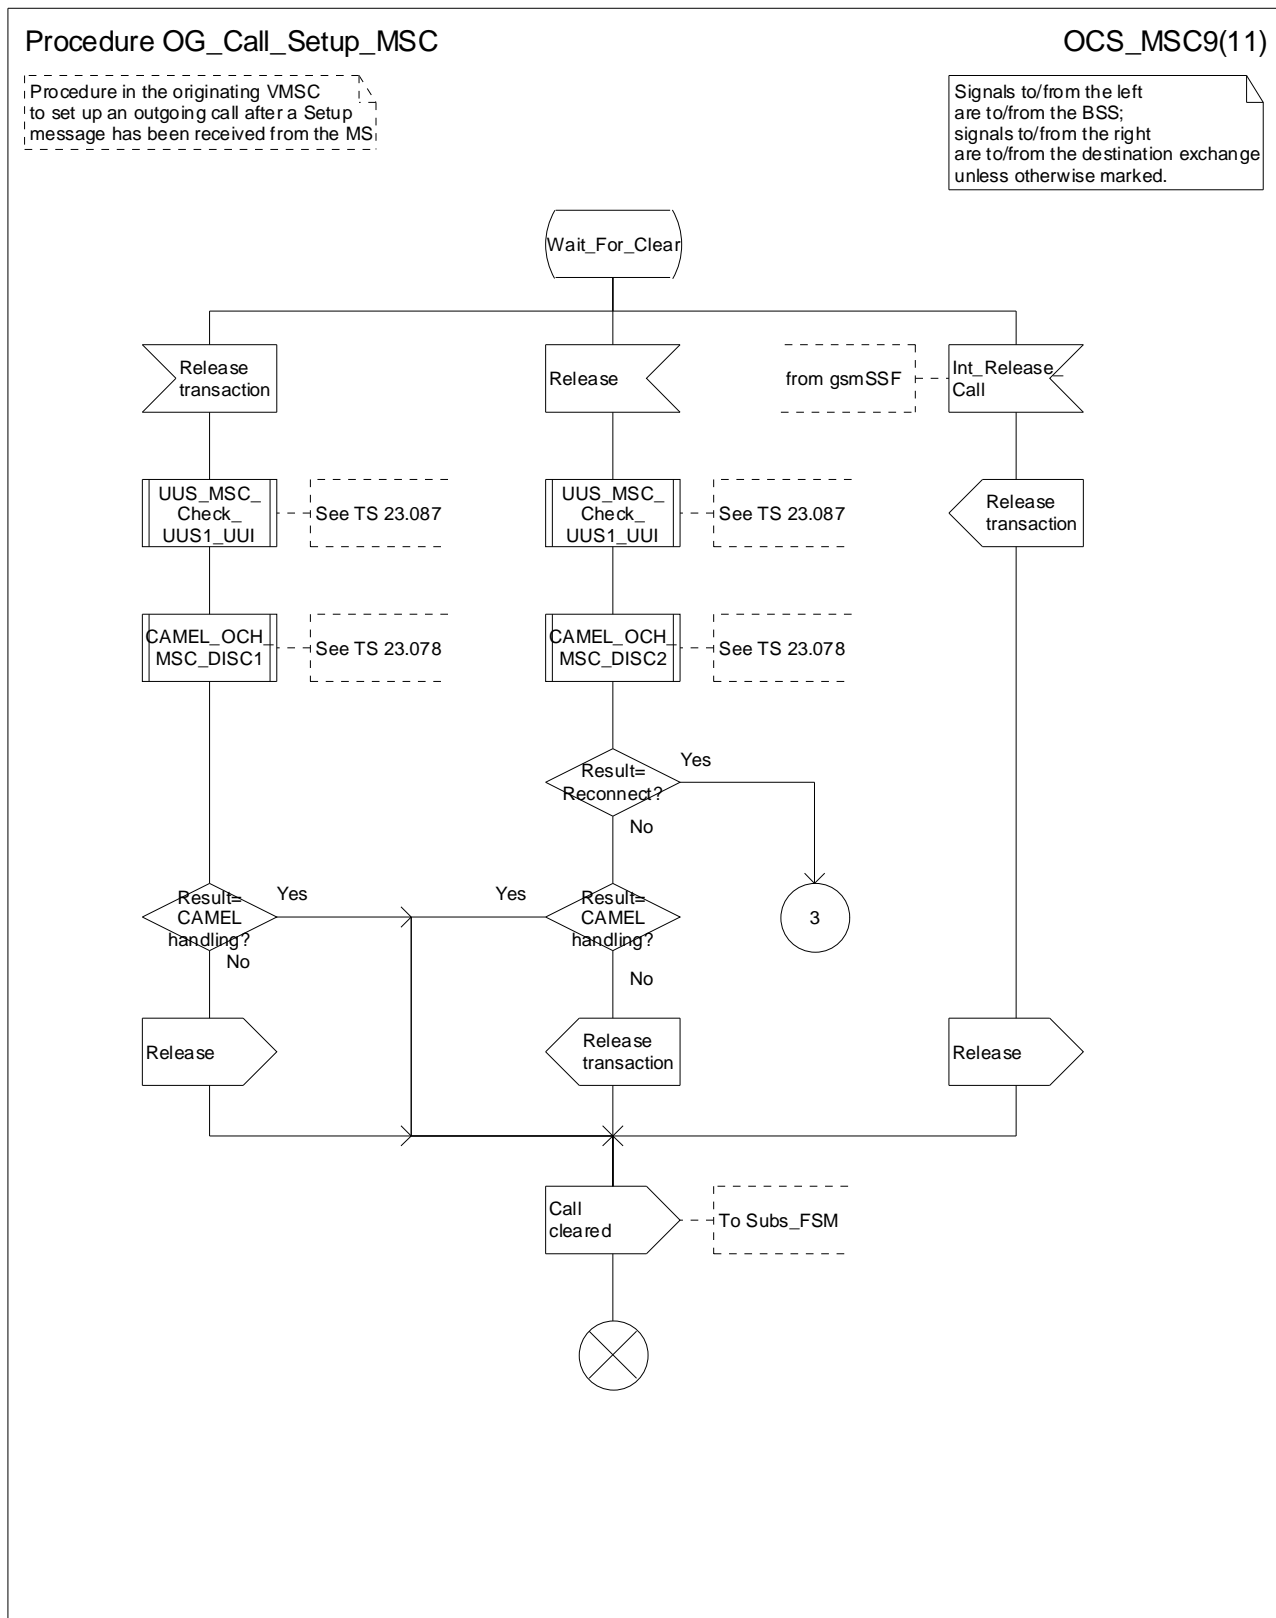 Procedure OG_Call_Setup_MSC
OCS_MSC9(11)
Procedure in the originating VMSC
to set up an outgoing call after a Setup
message has been received from the MS
Signals to/from the left
are to/from the BSS;
signals to/from the right
are to/from the destination exchange
unless otherwise marked.
Wait_For_Clear
Release
transaction
Release
from gsmSSF
Int_Release_
Call
UUS_MSC_
Check_
UUS1_UUI
See TS 23.087
UUS_MSC_
Check_
UUS1_UUI
See TS 23.087
Release
transaction
CAMEL_OCH_
MSC_DISC1
See TS 23.078
CAMEL_OCH_
MSC_DISC2
See TS 23.078
Result=
Reconnect?
Yes
No
Result=
CAMEL
handling?
Yes
No
Yes
Result=
CAMEL
handling?
No
3
Release
Release
transaction
Release
Call
cleared
To Subs_FSM